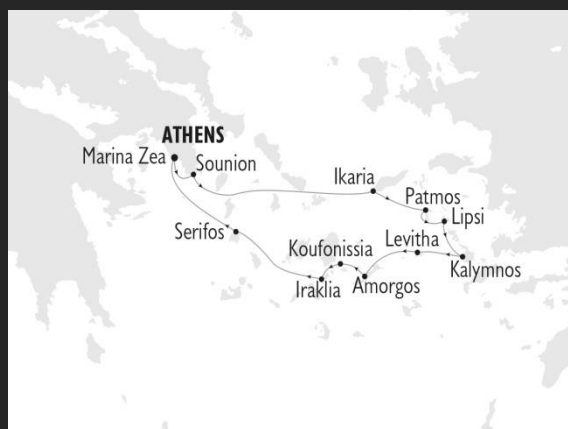 ATHENS
Marina Zea
Sounion
Ikaria
Patmos
Lipsi
Serifos
Koufonissia
Levitha
Kalymnos
Iraklia
Amorgos